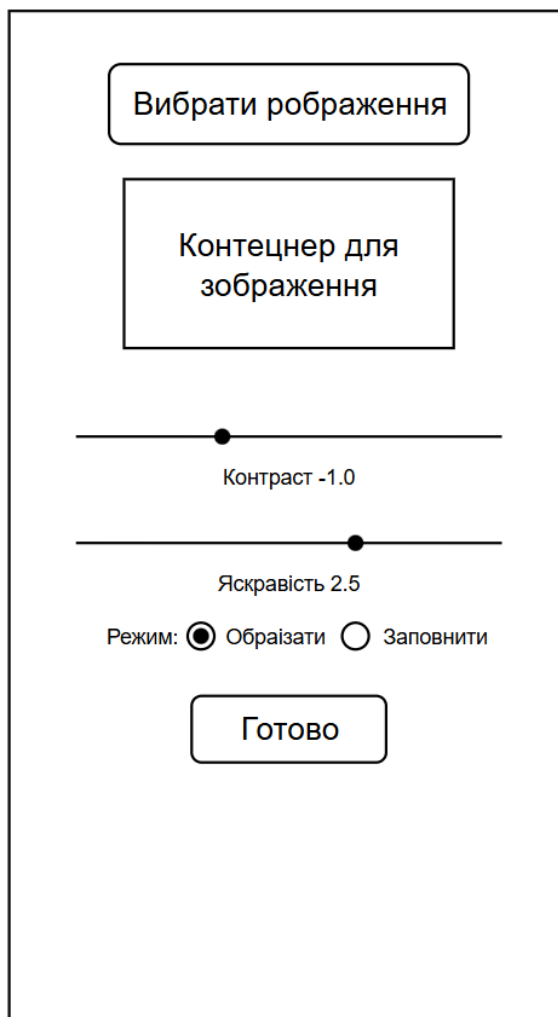 Вибрати рображення
Контецнер для
зображення
Контраст -1.0
Яскравість 2.5
Режим: Обраізати Заповнити
Готово